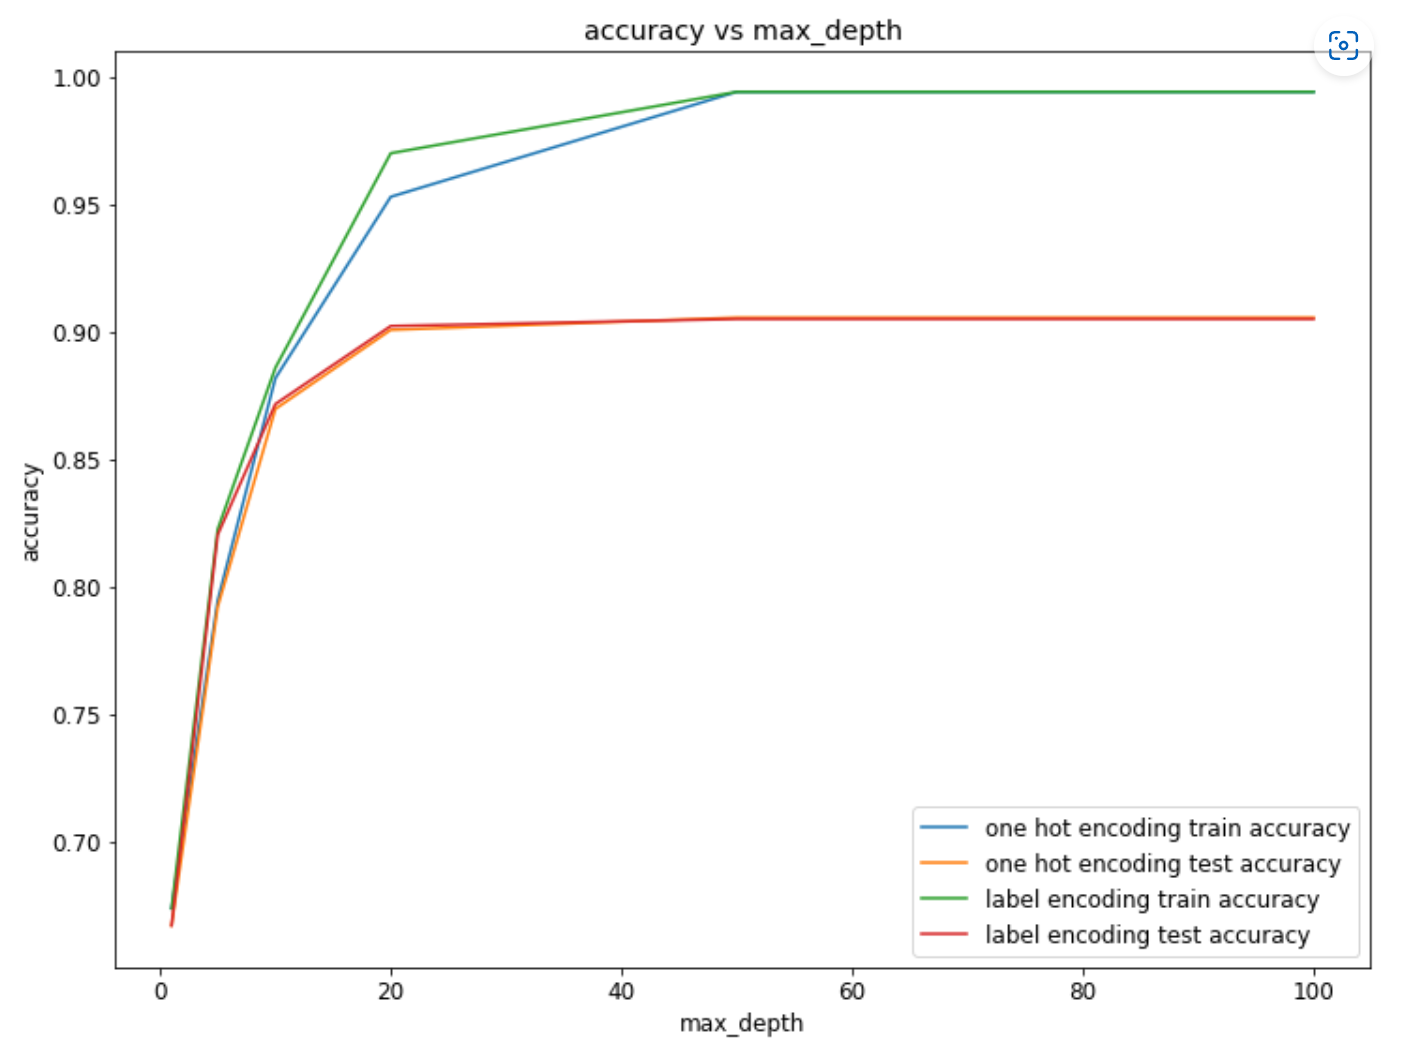 accuracy vs max_depth
1.00
0.95
0.90
0.85
0.80
0.75
0.70
accuracy
one hot encoding train accuracy
one hot encoding test accuracy
label encoding train accuracy
label encoding test accuracy
0 20 40 60 80 100
max_depth